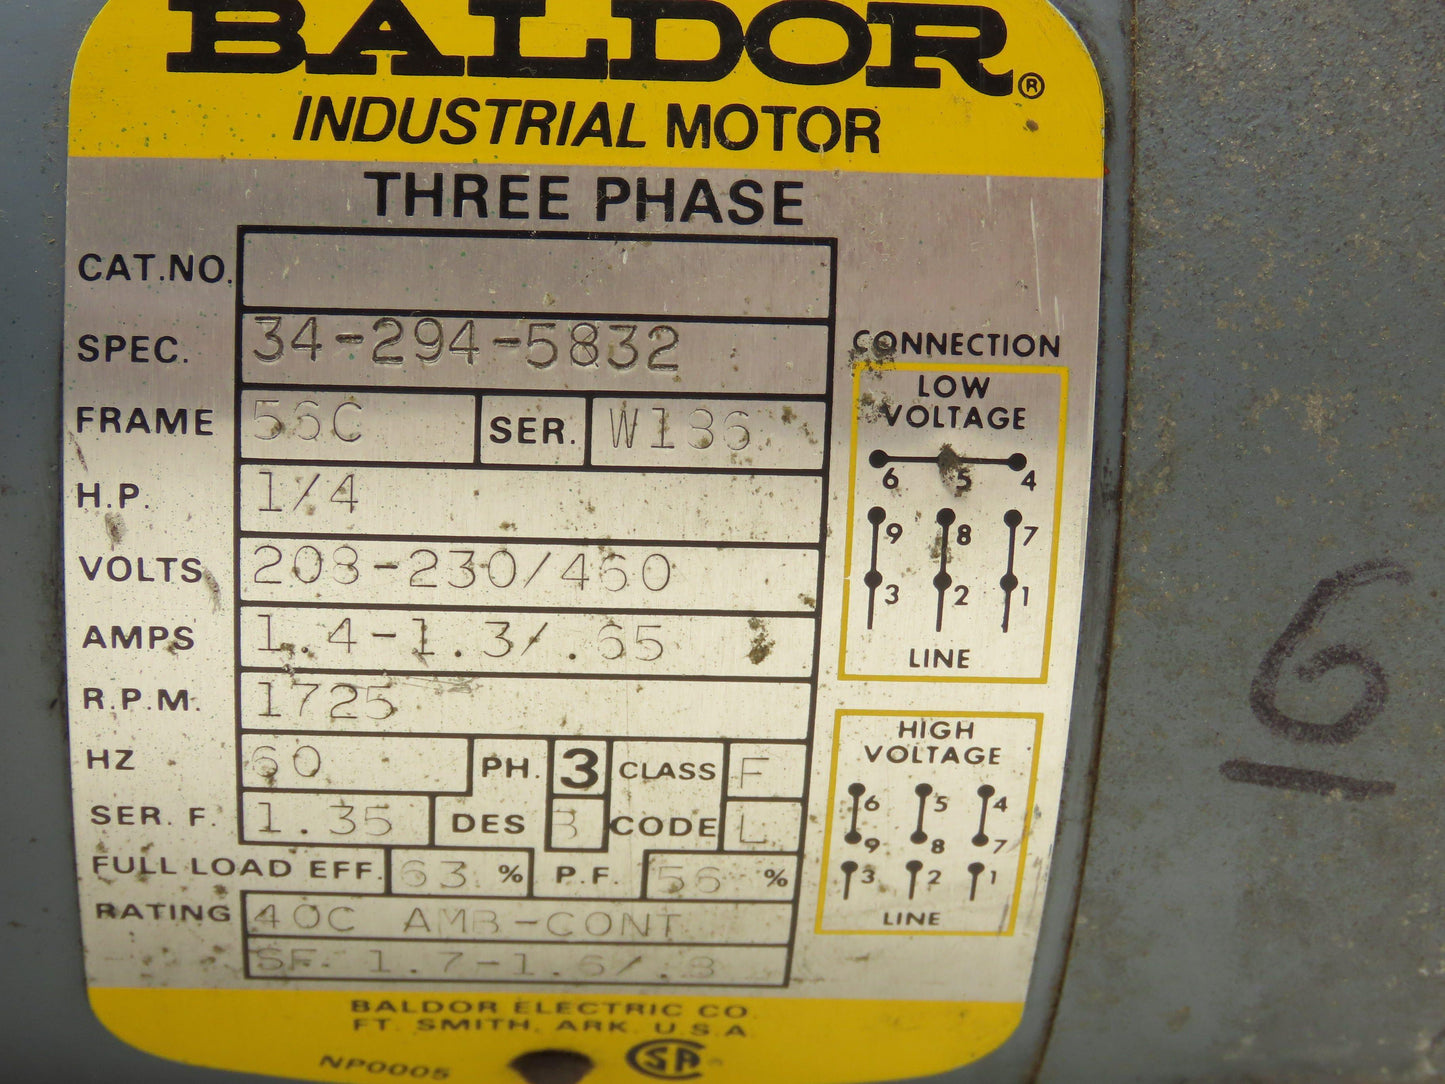 BALDOR®
INDUSTRIAL MOTOR
THREE PHASE
CAT.NO.
SPEC. 34-294-5832
FRAME 56C SER. W186
H.P. 1/4
VOLTS 208-230/460
AMPS 1.4-1.3/.65
R.P.M. 1725
HZ 60 PH. 3 CLASS F
SER. F. 1.35 DES B CODE L
FULL LOAD EFF. 63 % P.F. 56 %
RATING 40C AMB-CONT
SF. 1.7-1.6/.8
CONNECTION
LOW
VOLTAGE
6 5 4
9 8 7
3 2 1
LINE
HIGH
VOLTAGE
6 5 4
9 8 7
3 2 1
LINE
BALDOR ELECTRIC CO.
FT. SMITH, ARK. U.S.A.
NP0005 SA
6